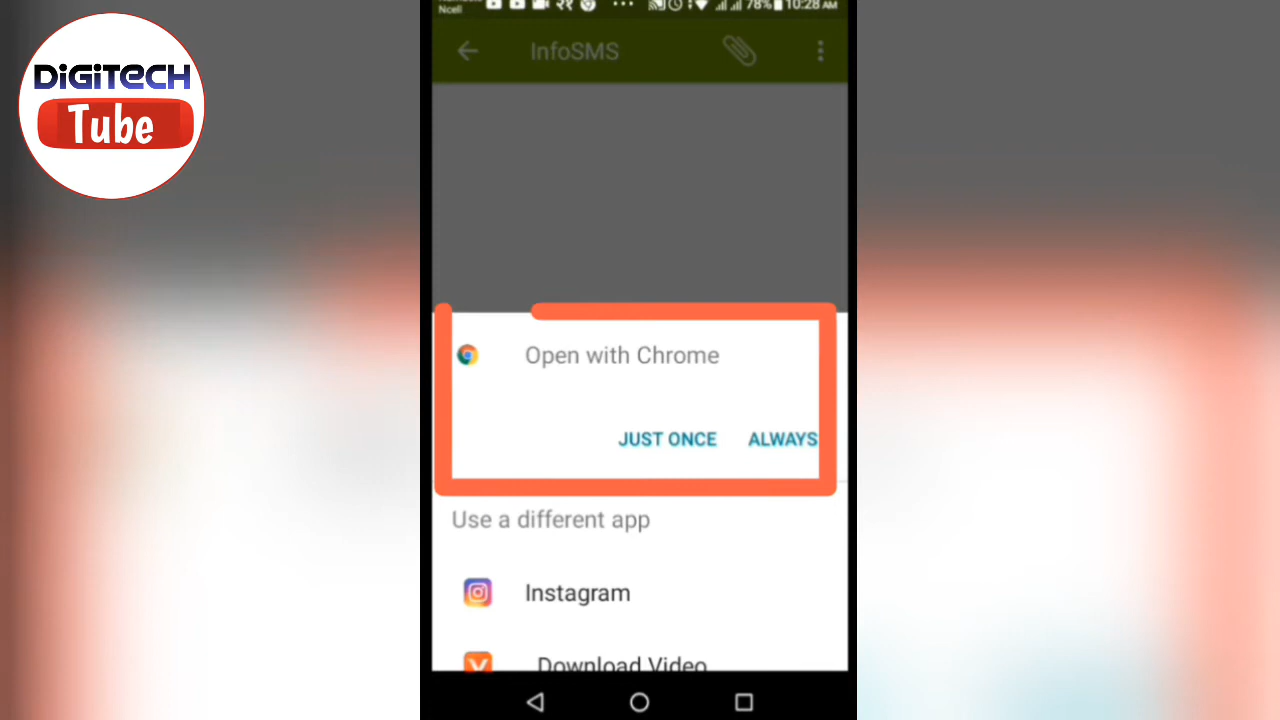 DiGiTECH
Tube
Ncell
२१
78%
10:28 AM
InfoSMS
Open with Chrome
JUST ONCE
ALWAYS
Use a different app
Instagram
Download Video